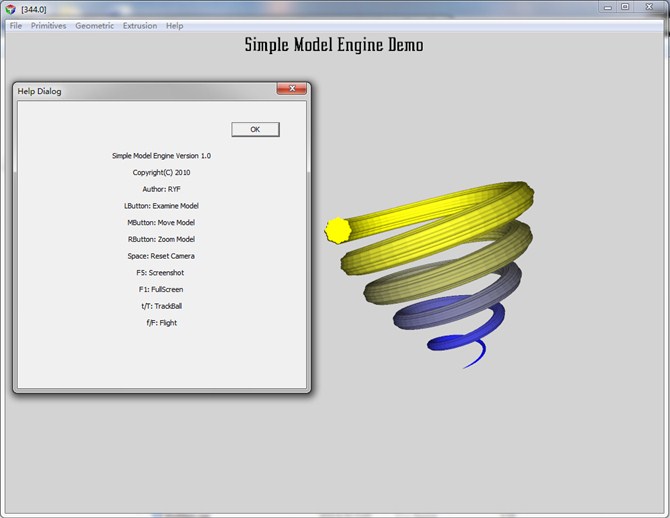 [344.0]
File Primitives Geometric Extrusion Help
Simple Model Engine Demo
Help Dialog
OK
Simple Model Engine Version 1.0
Copyright(C) 2010
Author: RYF
LButton: Examine Model
MButton: Move Model
RButton: Zoom Model
Space: Reset Camera
F5: Screenshot
F1: FullScreen
t/T: TrackBall
f/F: Flight